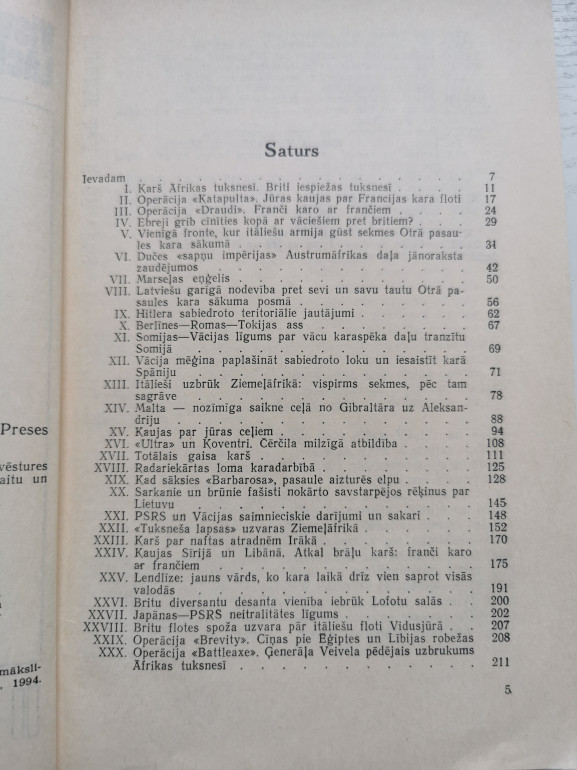 Saturs
Ievadam . . . . . . . . . . . . . . . 7
I. Karš Āfrikas tuksnesī. Briti iespiežas tuksnesī . . . . 11
II. Operācija «Katapulta». Jūras kaujas par Francijas kara floti 17
III. Operācija «Draudi». Franči karo ar frančiem . . . . 24
IV. Ebreji grib cīnīties kopā ar vāciešiem pret britiem? . . . 29
V. Vienīgā fronte, kur itāliešu armija gūst sekmes Otrā pasau-
les kara sākumā . . . . . . . . . . . 31
VI. Dučes «sapņu impērijas» Austrumāfrikas daļa jānoraksta
zaudējumos . . . . . . . . . . . . 42
VII. Marseļas eņģelis . . . . . . . . . . . 50
VIII. Latviešu garīgā nodevība pret sevi un savu tautu Otrā pa-
saules kara sākuma posmā . . . . . . . . 56
IX. Hitlera sabiedroto teritoriālie jautājumi . . . . . 62
X. Berlīnes—Romas—Tokijas ass . . . . . . . 67
XI. Somijas—Vācijas līgums par vācu karaspēka daļu tranzītu
Somijā . . . . . . . . . . . . . 69
XII. Vācija mēģina paplašināt sabiedroto loku un iesaistīt karā
Spāniju . . . . . . . . . . . . . 71
XIII. Itālieši uzbrūk Ziemeļāfrikā: vispirms sekmes, pēc tam
sagrāve . . . . . . . . . . . . . 78
XIV. Malta — nozīmīga saikne ceļā no Gibraltāra uz Aleksan-
driju . . . . . . . . . . . . . . 88
XV. Kaujas par jūras ceļiem . . . . . . . . . 94
XVI. «Ultra» un Koventri. Čērčila milzīgā atbildība . . . . 108
XVII. Totālais gaisa karš . . . . . . . . . . 111
XVIII. Radariekārtas loma karadarbībā . . . . . . . 125
XIX. Kad sāksies «Barbarosa», pasaule aizturēs elpu . . . . 128
XX. Sarkanie un brūnie fašisti nokārto savstarpējos rēķinus par
Lietuvu . . . . . . . . . . . . . 145
XXI. PSRS un Vācijas saimnieciskie darījumi un sakari . . . 148
XXII. «Tuksneša lapsas» uzvaras Ziemeļāfrikā . . . . . 152
XXIII. Karš par naftas atradnēm Irākā . . . . . . . 170
XXIV. Kaujas Sīrijā un Libānā. Atkal brāļu karš: franči karo
ar frančiem . . . . . . . . . . . . 175
XXV. Lendlīze: jauns vārds, ko kara laikā drīz vien saprot visās
valodās . . . . . . . . . . . . . 191
XXVI. Britu diversantu desanta vienība iebrūk Lofotu salās . . 200
XXVII. Japānas—PSRS neitralitātes līgums . . . . . . 202
XXVIII. Britu flotes spoža uzvara pār itāliešu floti Vidusjūrā . . 207
XXIX. Operācija «Brevity». Cīņas pie Ēģiptes un Lībijas robežas 208
XXX. Operācija «Battleaxe». Ģenerāļa Veivela pēdējais uzbrukums
Āfrikas tuksnesī . . . . . . . . . . . 211
5
Preses
vēstures
aitu un
māksli-
1994.